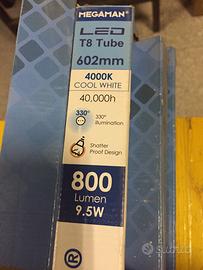 MEGAMAN®
LED
T8 Tube
602mm
4000K
COOL WHITE
40,000h
330°
330°
illumination
Shatter
Proof Design
800
Lumen
9.5W
®
subito